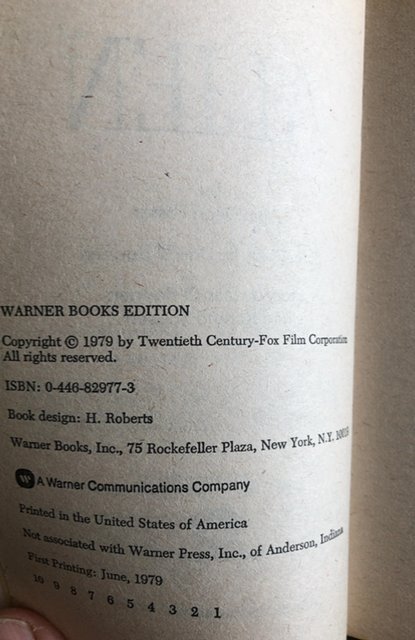 WARNER BOOKS EDITION
Copyright © 1979 by Twentieth Century-Fox Film Corporation
All rights reserved.
ISBN: 0-446-82977-3
Book design: H. Roberts
Warner Books, Inc., 75 Rockefeller Plaza, New York, N.Y. 10019
A Warner Communications Company
Printed in the United States of America
Not associated with Warner Press, Inc., of Anderson, Indiana
First Printing: June, 1979
10 9 8 7 6 5 4 3 2 1